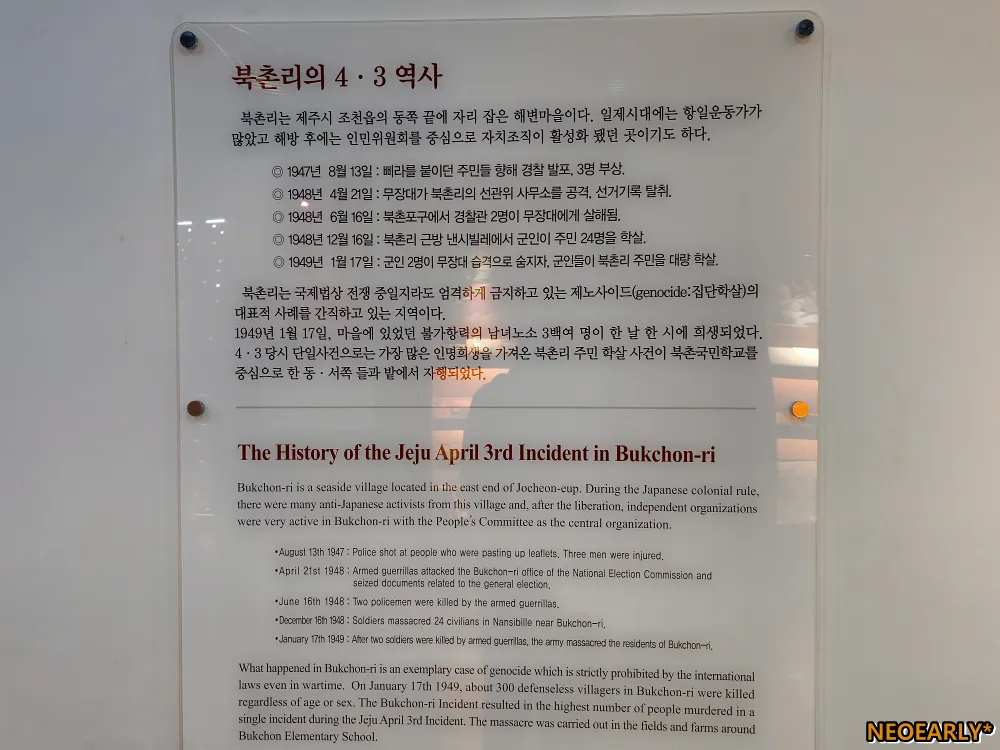 북촌리의 4 · 3 역사
북촌리는 제주시 조천읍의 동쪽 끝에 자리 잡은 해변마을이다. 일제시대에는 항일운동가가
많았고 해방 후에는 인민위원회를 중심으로 자치조직이 활성화 됐던 곳이기도 하다.
◎ 1947년 8월 13일 : 삐라를 붙이던 주민들 향해 경찰 발포, 3명 부상.
◎ 1948년 4월 21일 : 무장대가 북촌리의 선관위 사무소를 공격, 선거기록 탈취.
◎ 1948년 6월 16일 : 북촌포구에서 경찰관 2명이 무장대에게 살해됨.
◎ 1948년 12월 16일 : 북촌리 근방 낸시빌레에서 군인이 주민 24명을 학살.
◎ 1949년 1월 17일 : 군인 2명이 무장대 습격으로 숨지자, 군인들이 북촌리 주민을 대량 학살.
북촌리는 국제법상 전쟁 중일지라도 엄격하게 금지하고 있는 제노사이드(genocide:집단학살)의
대표적 사례를 간직하고 있는 지역이다.
1949년 1월 17일, 마을에 있었던 불가항력의 남녀노소 3백여 명이 한 날 한 시에 희생되었다.
4 · 3 당시 단일사건으로는 가장 많은 인명희생을 가져온 북촌리 주민 학살 사건이 북촌국민학교를
중심으로 한 동 · 서쪽 들과 밭에서 자행되었다.
The History of the Jeju April 3rd Incident in Bukchon-ri
Bukchon-ri is a seaside village located in the east end of Jocheon-eup. During the Japanese colonial rule,
there were many anti-Japanese activists from this village and, after the liberation, independent organizations
were very active in Bukchon-ri with the People's Committee as the central organization.
•August 13th 1947 : Police shot at people who were pasting up leaflets. Three men were injured.
•April 21st 1948 : Armed guerrillas attacked the Bukchon-ri office of the National Election Commission and
seized documents related to the general election.
•June 16th 1948 : Two policemen were killed by the armed guerrillas.
•December 16th 1948 : Soldiers massacred 24 civilians in Nansibille near Bukchon-ri.
•January 17th 1949 : After two soldiers were killed by armed guerrillas, the army massacred the residents of Bukchon-ri.
What happened in Bukchon-ri is an exemplary case of genocide which is strictly prohibited by the international
laws even in wartime. On January 17th 1949, about 300 defenseless villagers in Bukchon-ri were killed
regardless of age or sex. The Bukchon-ri Incident resulted in the highest number of people murdered in a
single incident during the Jeju April 3rd Incident. The massacre was carried out in the fields and farms around
Bukchon Elementary School.
NEOEARLY*